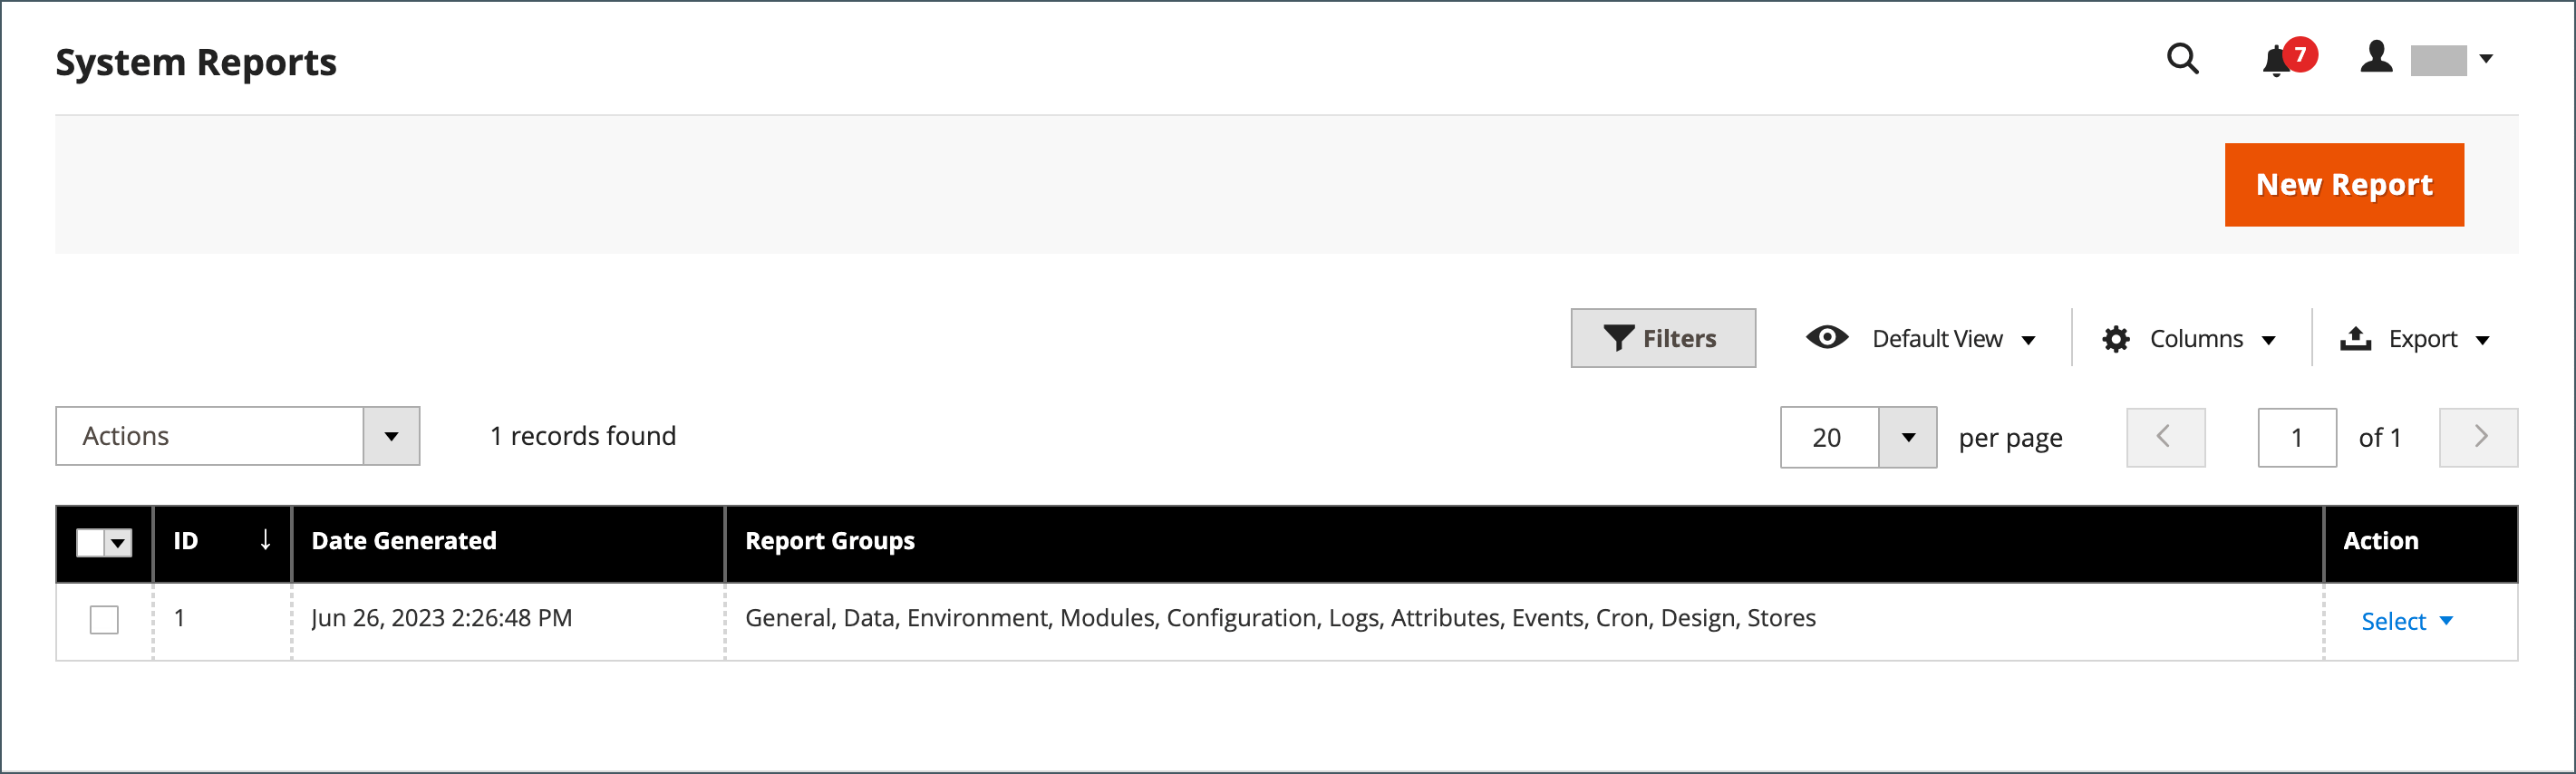 System Reports
7
New Report
Filters
Default View
Columns
Export
Actions
1 records found
20
per page
1
of 1
ID ↓
Date Generated
Report Groups
Action
1
Jun 26, 2023 2:26:48 PM
General, Data, Environment, Modules, Configuration, Logs, Attributes, Events, Cron, Design, Stores
Select